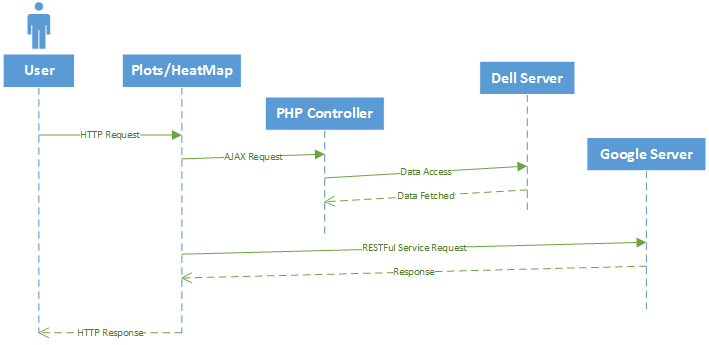 User
Plots/HeatMap
PHP Controller
Dell Server
Google Server
HTTP Request
AJAX Request
Data Access
Data Fetched
RESTFul Service Request
Response
HTTP Response